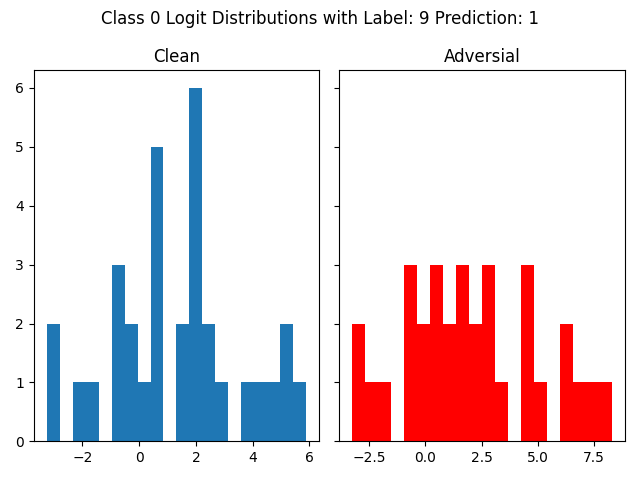 Class 0 Logit Distributions with Label: 9 Prediction: 1
Clean
Adversial
6
5
4
3
2
1
0
−2 0 2 4 6
−2.5 0.0 2.5 5.0 7.5